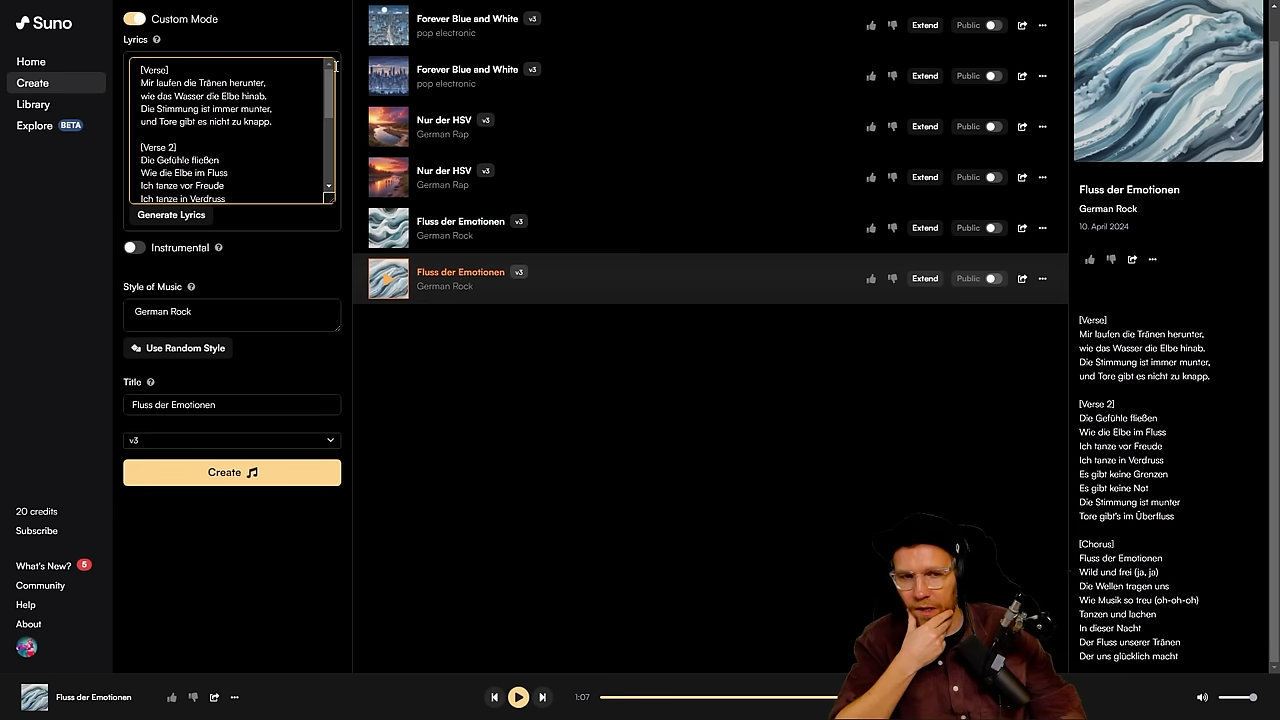 Suno
Home
Create
Library
Explore BETA
20 credits
Subscribe
What's New? 5
Community
Help
About
Custom Mode
Lyrics
[Verse]
Mir laufen die Tränen herunter,
wie das Wasser die Elbe hinab.
Die Stimmung ist immer munter,
und Tore gibt es nicht zu knapp.
[Verse 2]
Die Gefühle fließen
Wie die Elbe im Fluss
Ich tanze vor Freude
Ich tanze in Verdruss
Generate Lyrics
Instrumental
Style of Music
German Rock
Use Random Style
Title
Fluss der Emotionen
v3
Create
Forever Blue and White v3
pop electronic
Extend Public
Forever Blue and White v3
pop electronic
Extend Public
Nur der HSV v3
German Rap
Extend Public
Nur der HSV v3
German Rap
Extend Public
Fluss der Emotionen v3
German Rock
Extend Public
Fluss der Emotionen v3
German Rock
Extend Public
Fluss der Emotionen
German Rock
10. April 2024
[Verse]
Mir laufen die Tränen herunter,
wie das Wasser die Elbe hinab.
Die Stimmung ist immer munter,
und Tore gibt es nicht zu knapp.
[Verse 2]
Die Gefühle fließen
Wie die Elbe im Fluss
Ich tanze vor Freude
Ich tanze in Verdruss
Es gibt keine Grenzen
Es gibt keine Not
Die Stimmung ist munter
Tore gibt's im Überfluss
[Chorus]
Fluss der Emotionen
Wild und frei (ja, ja)
Die Wellen tragen uns
Wie Musik so treu (oh-oh-oh)
Tanzen und lachen
In dieser Nacht
Der Fluss unserer Tränen
Der uns glücklich macht
Fluss der Emotionen
1:07